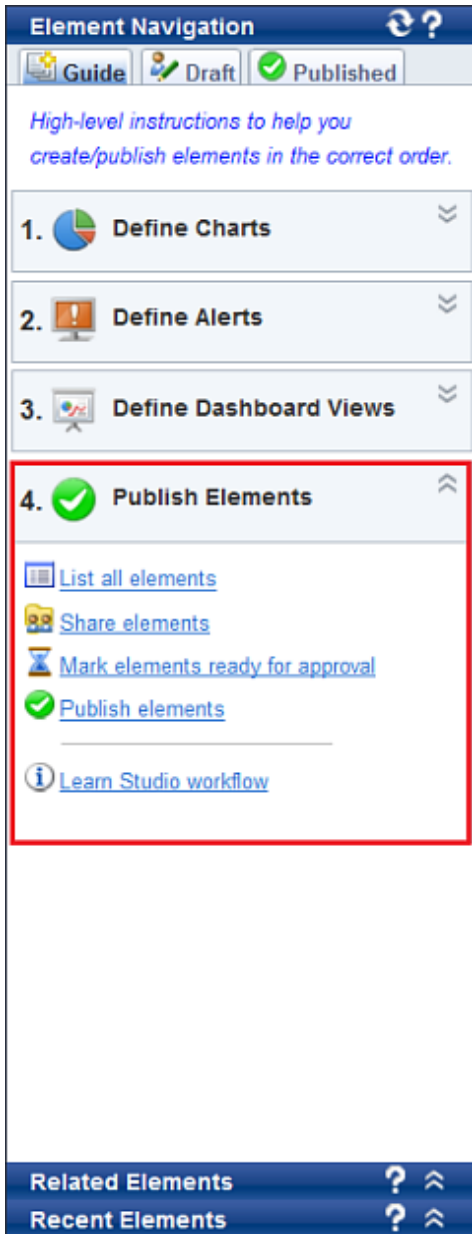 Element Navigation ?
Guide Draft Published
High-level instructions to help you
create/publish elements in the correct order.
1. Define Charts
2. Define Alerts
3. Define Dashboard Views
4. Publish Elements
List all elements
Share elements
Mark elements ready for approval
Publish elements
Learn Studio workflow
Related Elements ?
Recent Elements ?